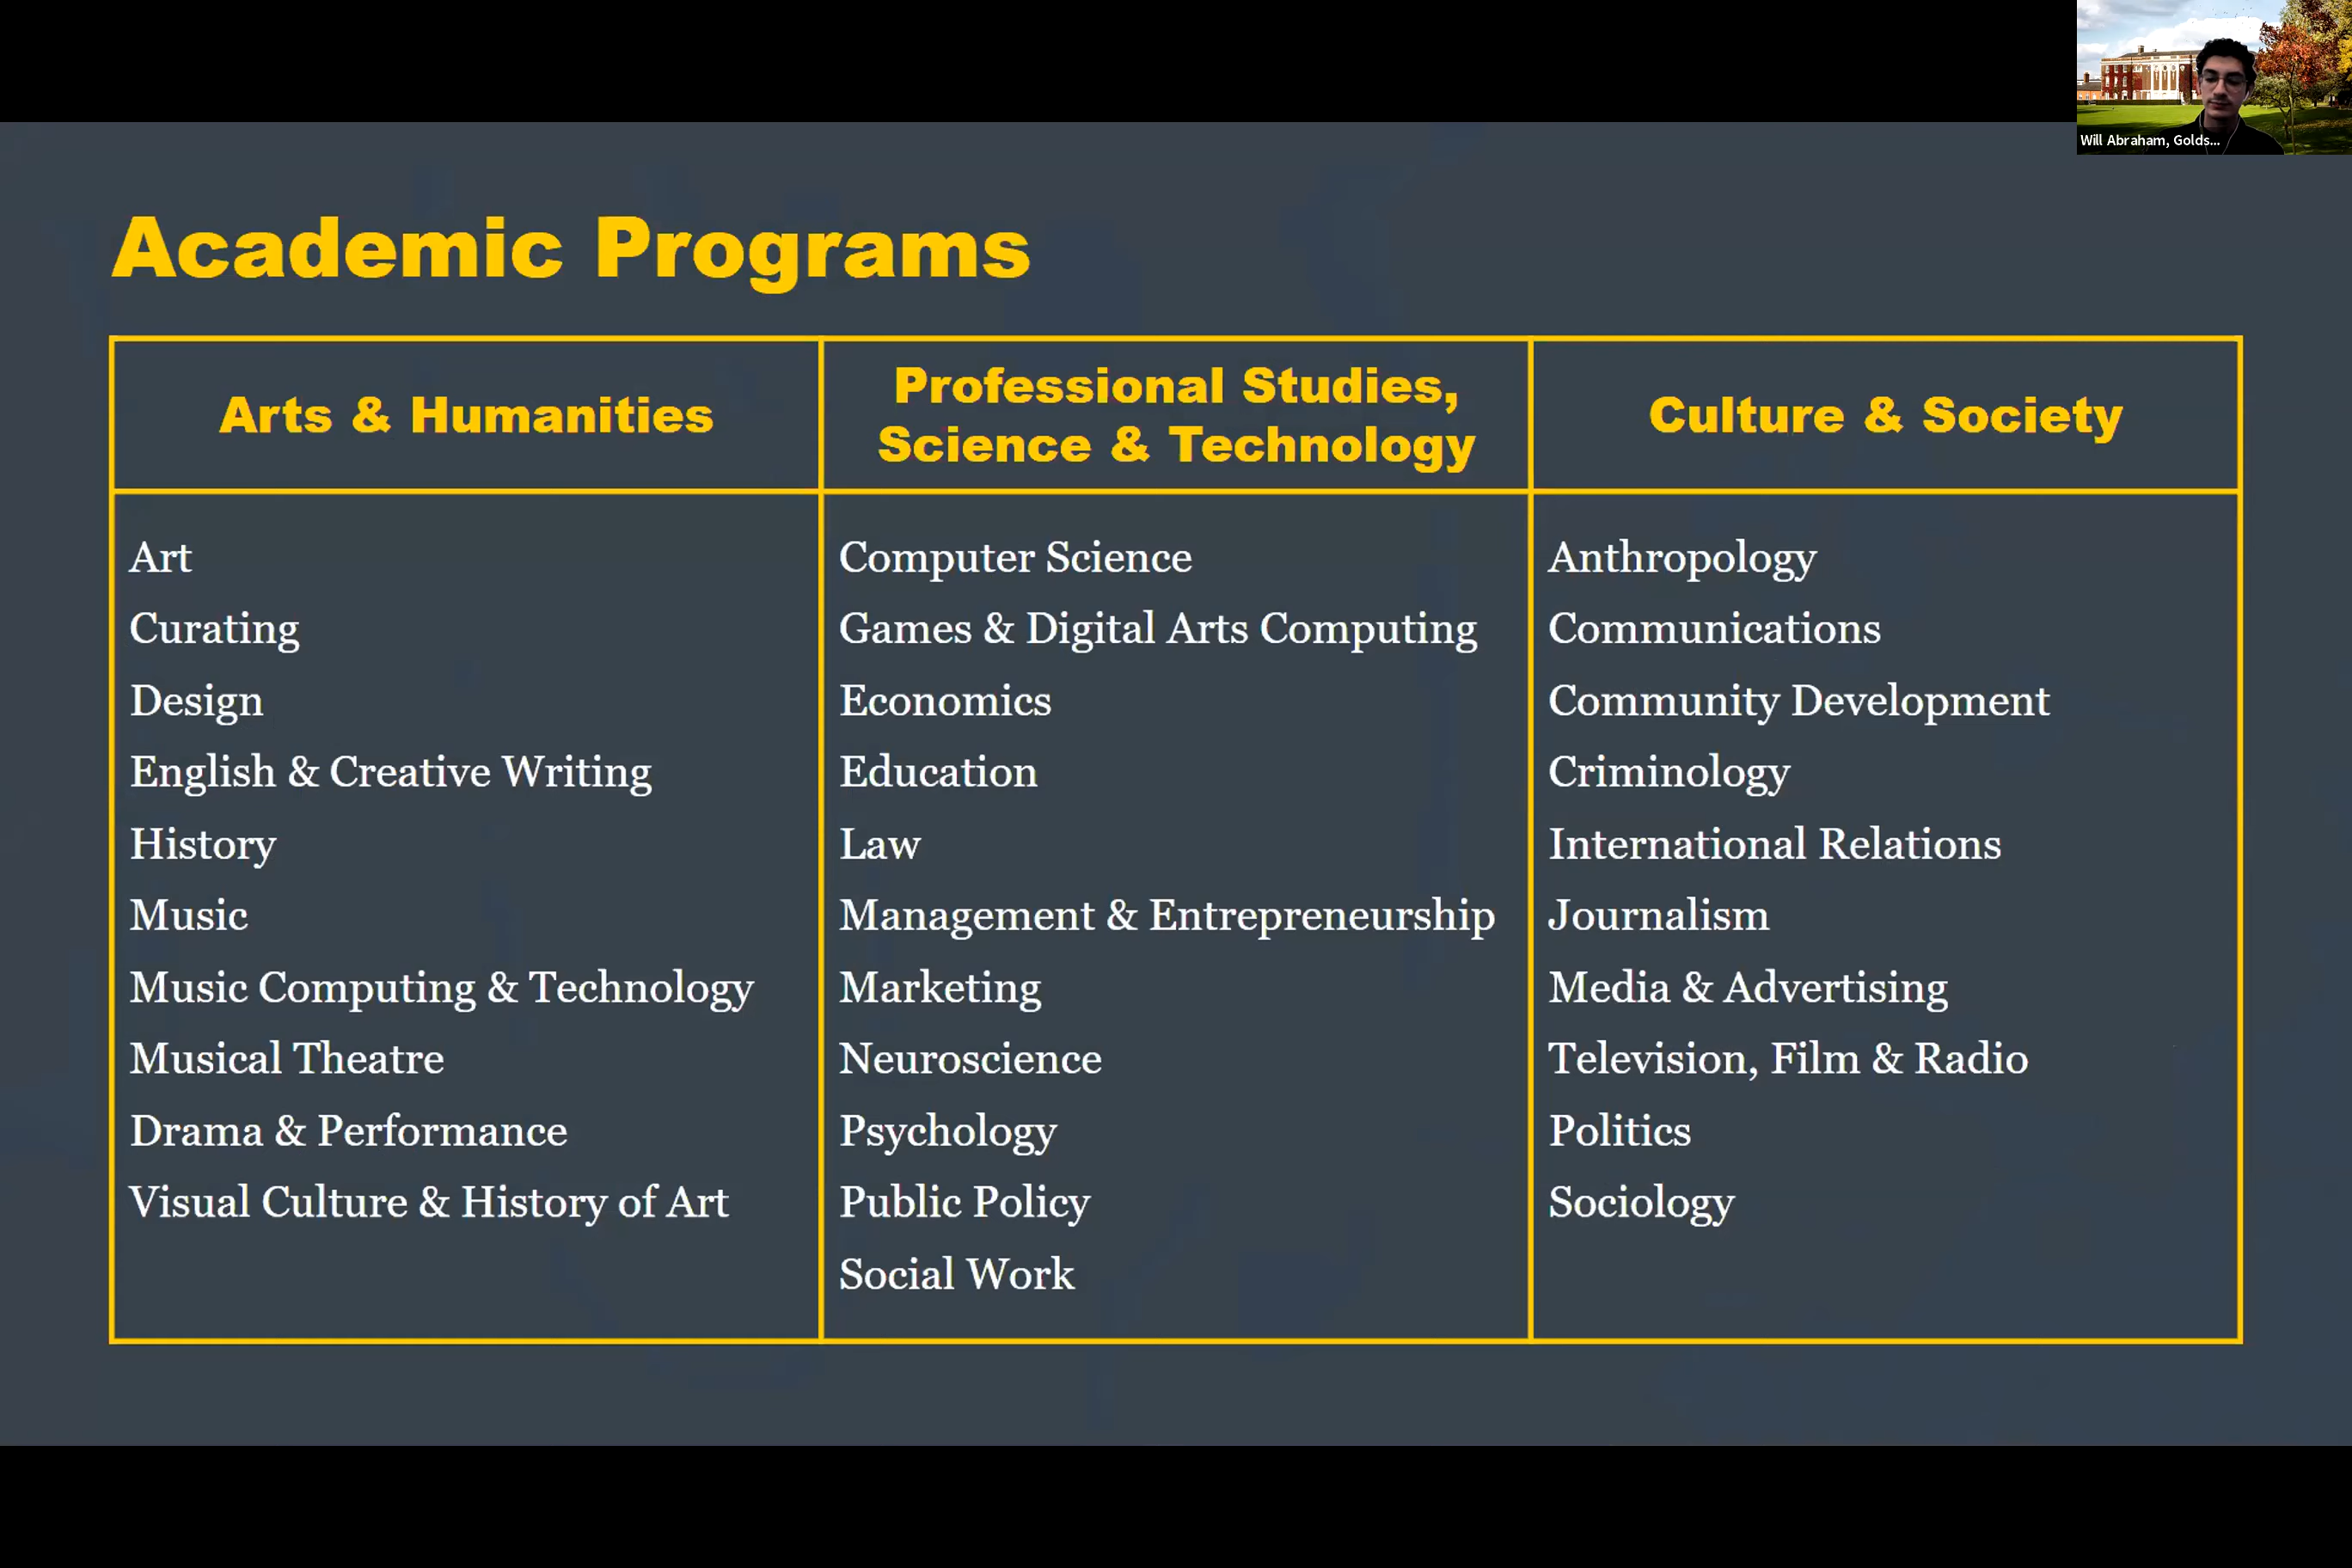 Will Abraham, Golds...
Academic Programs
Arts & Humanities
Professional Studies,
Science & Technology
Culture & Society
Art
Curating
Design
English & Creative Writing
History
Music
Music Computing & Technology
Musical Theatre
Drama & Performance
Visual Culture & History of Art
Computer Science
Games & Digital Arts Computing
Economics
Education
Law
Management & Entrepreneurship
Marketing
Neuroscience
Psychology
Public Policy
Social Work
Anthropology
Communications
Community Development
Criminology
International Relations
Journalism
Media & Advertising
Television, Film & Radio
Politics
Sociology